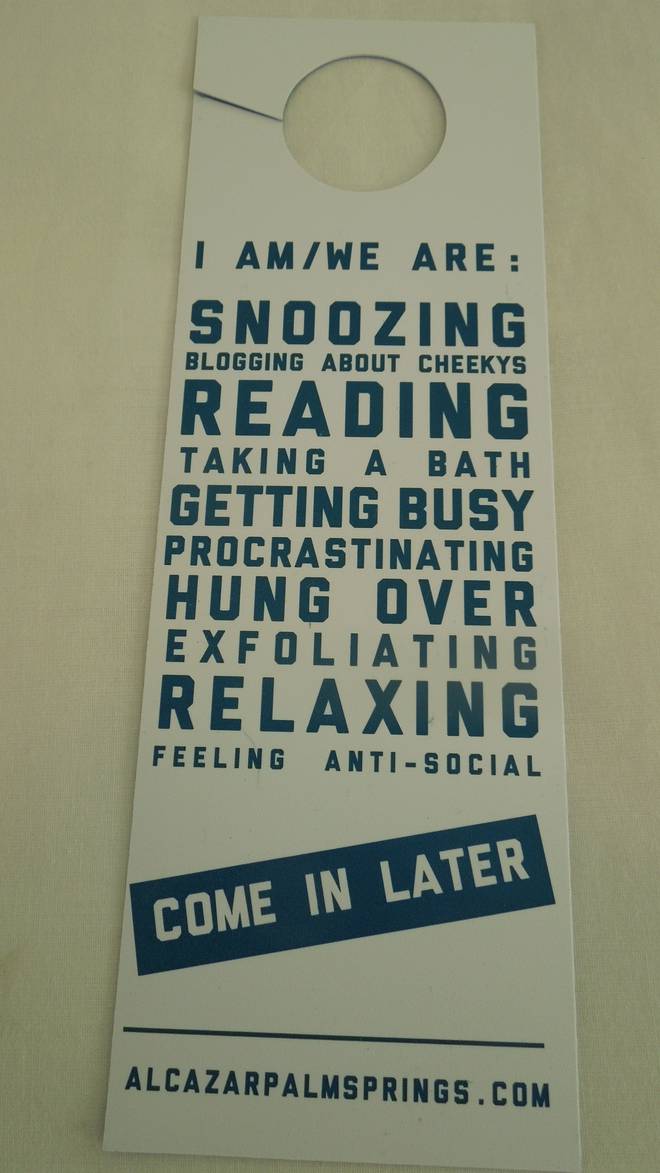 I AM/WE ARE:
SNOOZING
BLOGGING ABOUT CHEEKYS
READING
TAKING A BATH
GETTING BUSY
PROCRASTINATING
HUNG OVER
EXFOLIATING
RELAXING
FEELING ANTI-SOCIAL
COME IN LATER
ALCAZARPALMSPRINGS.COM